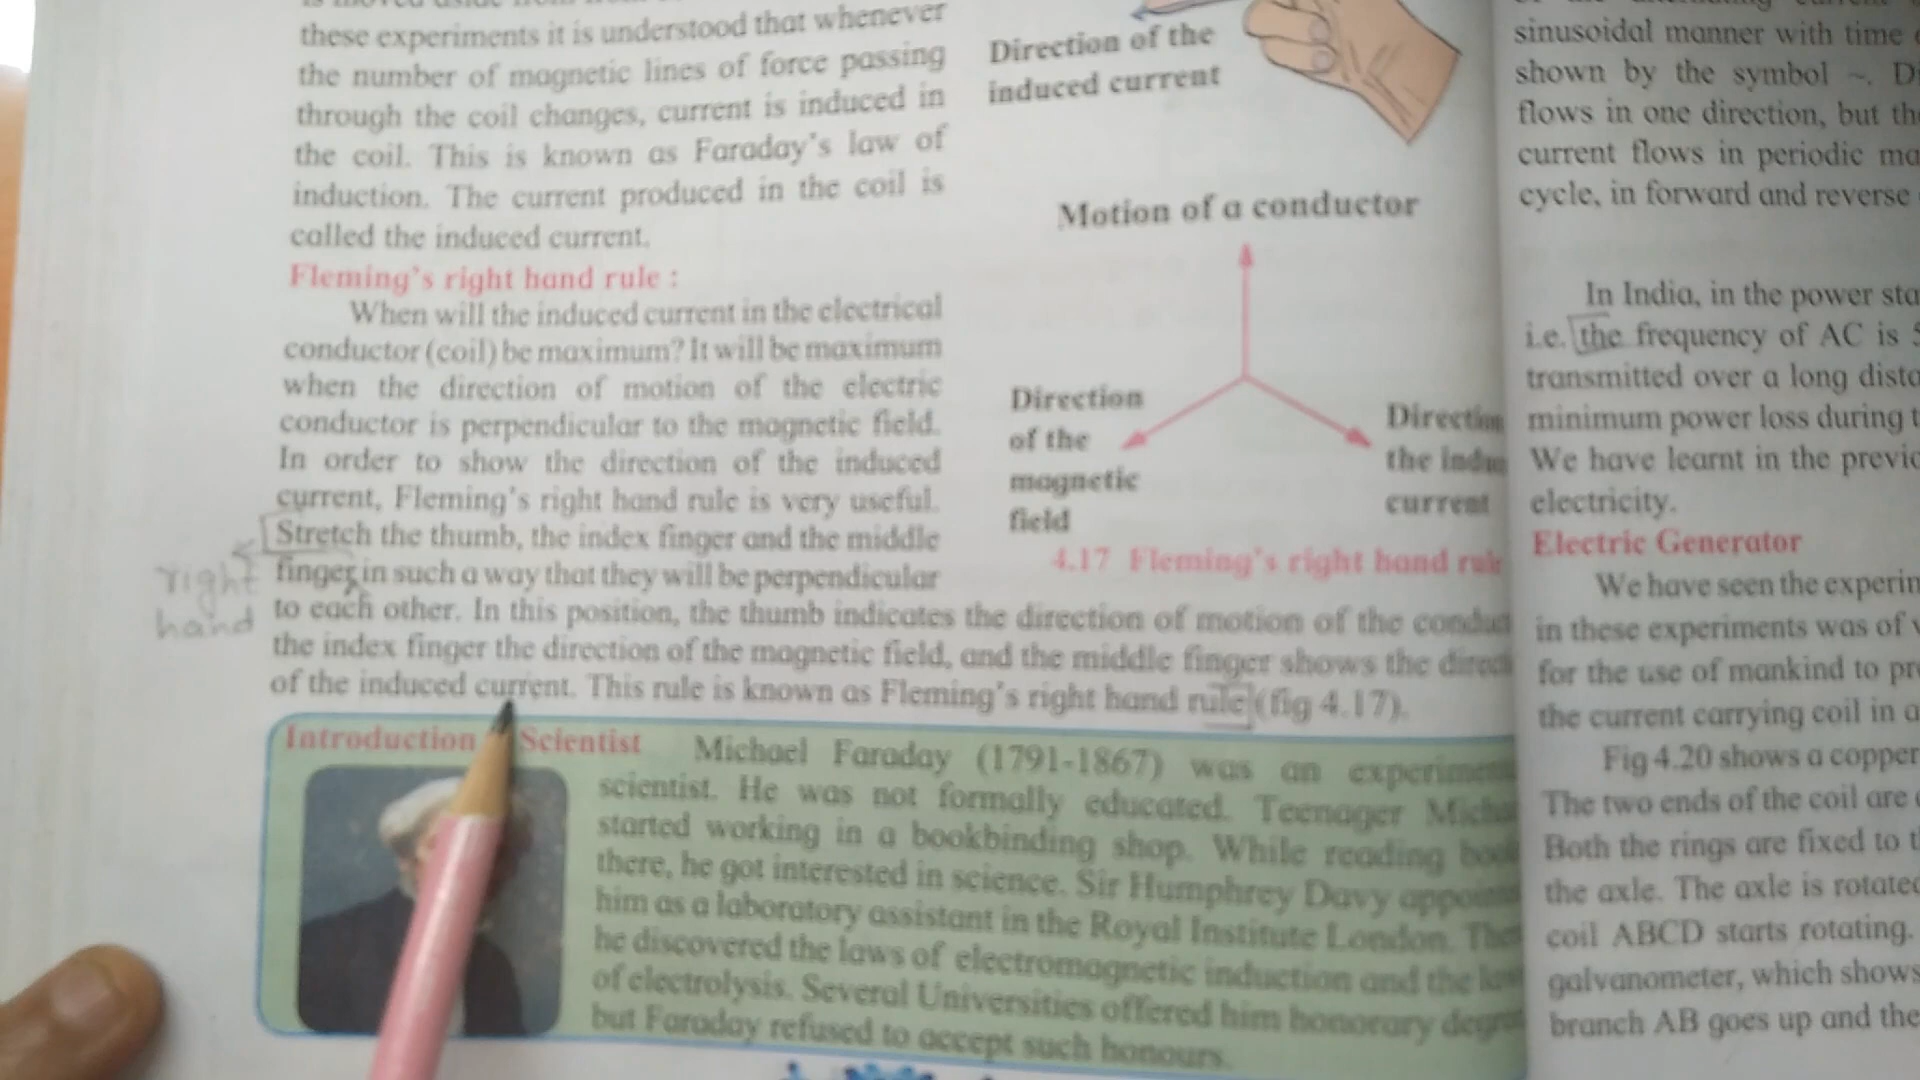 these experiments it is understood that whenever
the number of magnetic lines of force passing
through the coil changes, current is induced in
the coil. This is known as Faraday's law of
induction. The current produced in the coil is
called the induced current.
Fleming's right hand rule :
When will the induced current in the electrical
conductor (coil) be maximum? It will be maximum
when the direction of motion of the electric
conductor is perpendicular to the magnetic field.
In order to show the direction of the induced
current, Fleming's right hand rule is very useful.
Stretch the thumb, the index finger and the middle
finger in such a way that they will be perpendicular
to each other. In this position, the thumb indicates the direction of motion of the
the index finger the direction of the magnetic field, and the middle finger shows the
of the induced current. This rule is known as Fleming's right hand rule (fig 4.17).
right
hand
Direction of the
induced current
Motion of a conductor
Direction
of the
magnetic
field
Direction
the
current
4.17 Fleming's right hand
Introduction Scientist
Michael Faraday (1791-1867) was an
scientist. He was not formally educated. Teenager
started working in a bookbinding shop. While reading
there, he got interested in science. Sir Humphrey Davy
him as a laboratory assistant in the Royal Institute London.
he discovered the laws of electromagnetic induction and the
of electrolysis. Several Universities offered him honorary
but Faraday refused to accept such honours.
sinusoidal manner with time
shown by the symbol ~.
flows in one direction, but
current flows in periodic
cycle, in forward and reverse
In India, in the power
i.e. the frequency of AC is
transmitted over a long
minimum power loss during
We have learnt in the
electricity.
Electric Generator
We have seen the
in these experiments was of
for the use of mankind to
the current carrying coil in a
Fig 4.20 shows a copper
The two ends of the coil are
Both the rings are fixed to
the axle. The axle is
coil ABCD starts rotating.
galvanometer, which shows
branch AB goes up and